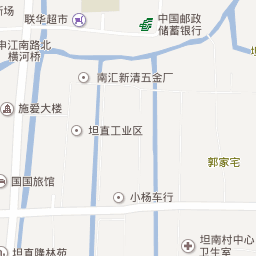 新场
联华超市
中国邮政
储蓄银行
申江南路北
横河桥
南汇新清五金厂
施爱大楼
坦直工业区
郭家宅
国国旅馆
小杨车行
坦南村中心
卫生室
坦直隆林苑